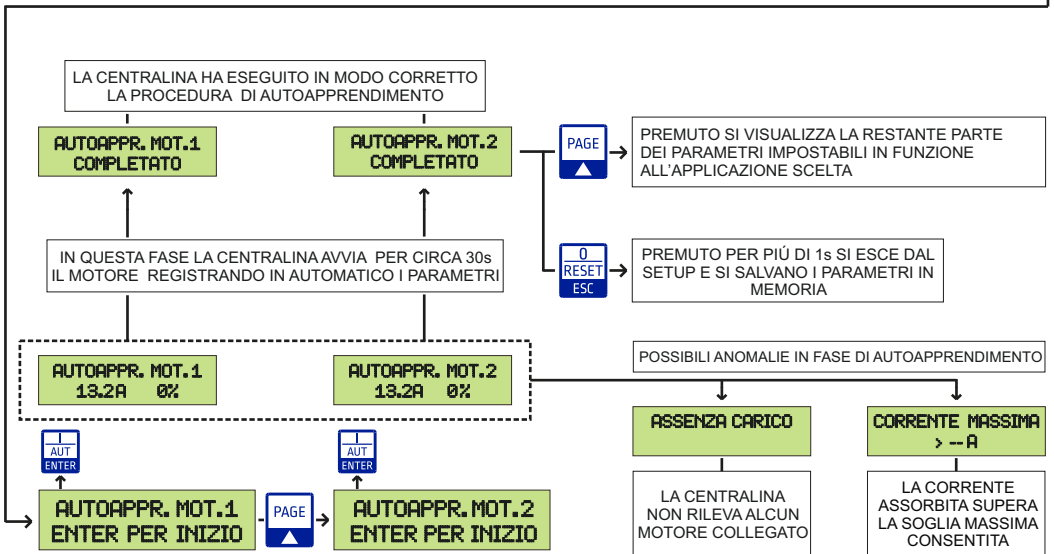 LA CENTRALINA HA ESEGUITO IN MODO CORRETTO
LA PROCEDURA DI AUTOAPPRENDIMENTO
AUTOAPPR. MOT.1
COMPLETATO
AUTOAPPR. MOT.2
COMPLETATO
PAGE
PREMUTO SI VISUALIZZA LA RESTANTE PARTE
DEI PARAMETRI IMPOSTABILI IN FUNZIONE
ALL'APPLICAZIONE SCELTA
IN QUESTA FASE LA CENTRALINA AVVIA PER CIRCA 30s
IL MOTORE REGISTRANDO IN AUTOMATICO I PARAMETRI
0
RESET
ESC
PREMUTO PER PIÚ DI 1s SI ESCE DAL
SETUP E SI SALVANO I PARAMETRI IN
MEMORIA
AUTOAPPR. MOT.1
13.2A 0%
AUTOAPPR. MOT.2
13.2A 0%
POSSIBILI ANOMALIE IN FASE DI AUTOAPPRENDIMENTO
ASSENZA CARICO
CORRENTE MASSIMA
> --A
LA CENTRALINA
NON RILEVA ALCUN
MOTORE COLLEGATO
LA CORRENTE
ASSORBITA SUPERA
LA SOGLIA MASSIMA
CONSENTITA
I
AUT
ENTER
I
AUT
ENTER
AUTOAPPR. MOT.1
ENTER PER INIZIO
PAGE
AUTOAPPR. MOT.2
ENTER PER INIZIO